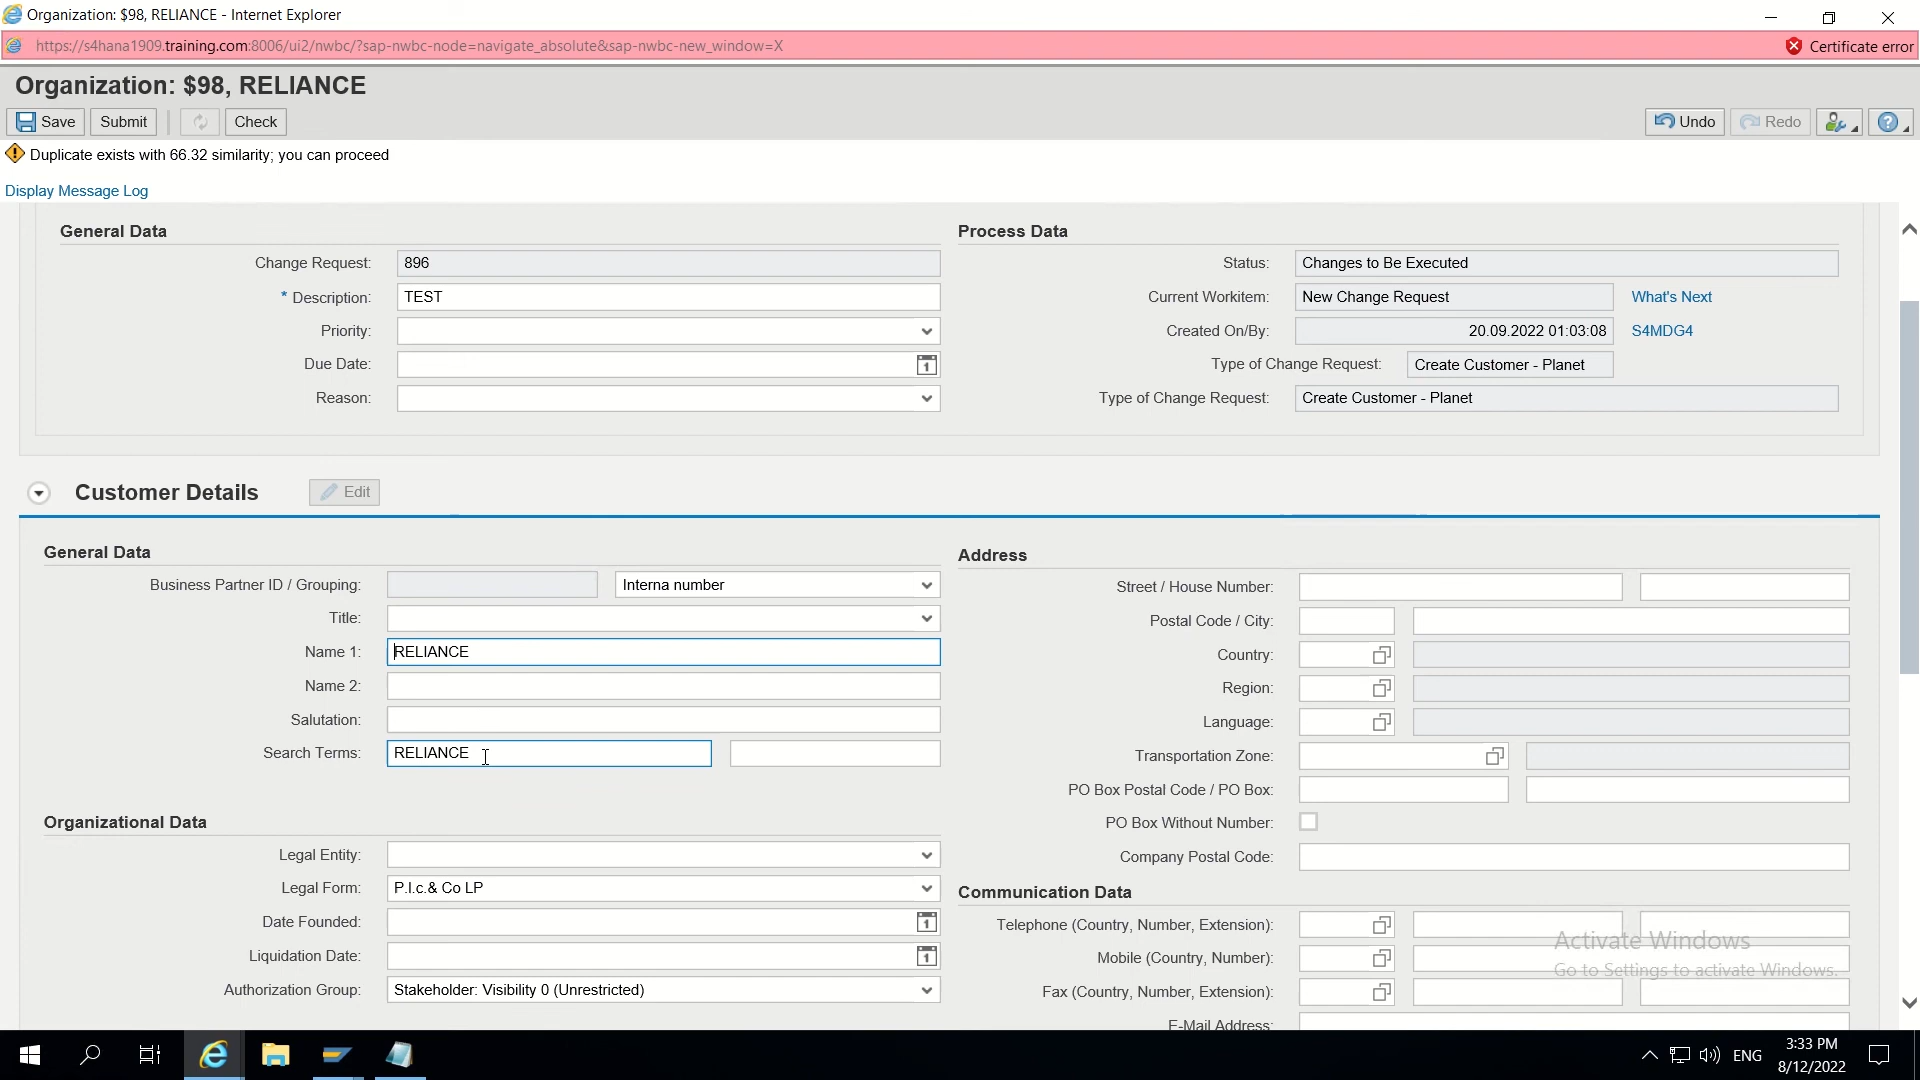 Organization: $98, RELIANCE - Internet Explorer
https://s4hana1909.training.com:8006/ui2/nwbc/?sap-nwbc-node=navigate_absolute&sap-nwbc-new_window=X Certificate error
Organization: $98, RELIANCE
Save Submit Check Undo Redo
Duplicate exists with 66.32 similarity; you can proceed
Display Message Log
General Data
Change Request: 896
* Description: TEST
Priority:
Due Date:
Reason:
Process Data
Status: Changes to Be Executed
Current Workitem: New Change Request What's Next
Created On/By: 20.09.2022 01:03:08 S4MDG4
Type of Change Request: Create Customer - Planet
Type of Change Request: Create Customer - Planet
Customer Details Edit
General Data
Business Partner ID / Grouping: Interna number
Title:
Name 1: RELIANCE
Name 2:
Salutation:
Search Terms: RELIANCE
Organizational Data
Legal Entity:
Legal Form: P.l.c.& Co LP
Date Founded:
Liquidation Date:
Authorization Group: Stakeholder: Visibility 0 (Unrestricted)
Address
Street / House Number:
Postal Code / City:
Country:
Region:
Language:
Transportation Zone:
PO Box Postal Code / PO Box:
PO Box Without Number:
Company Postal Code:
Communication Data
Telephone (Country, Number, Extension):
Mobile (Country, Number):
Fax (Country, Number, Extension):
E-Mail Address:
Activate Windows
Go to Settings to activate Windows.
ENG
3:33 PM
8/12/2022